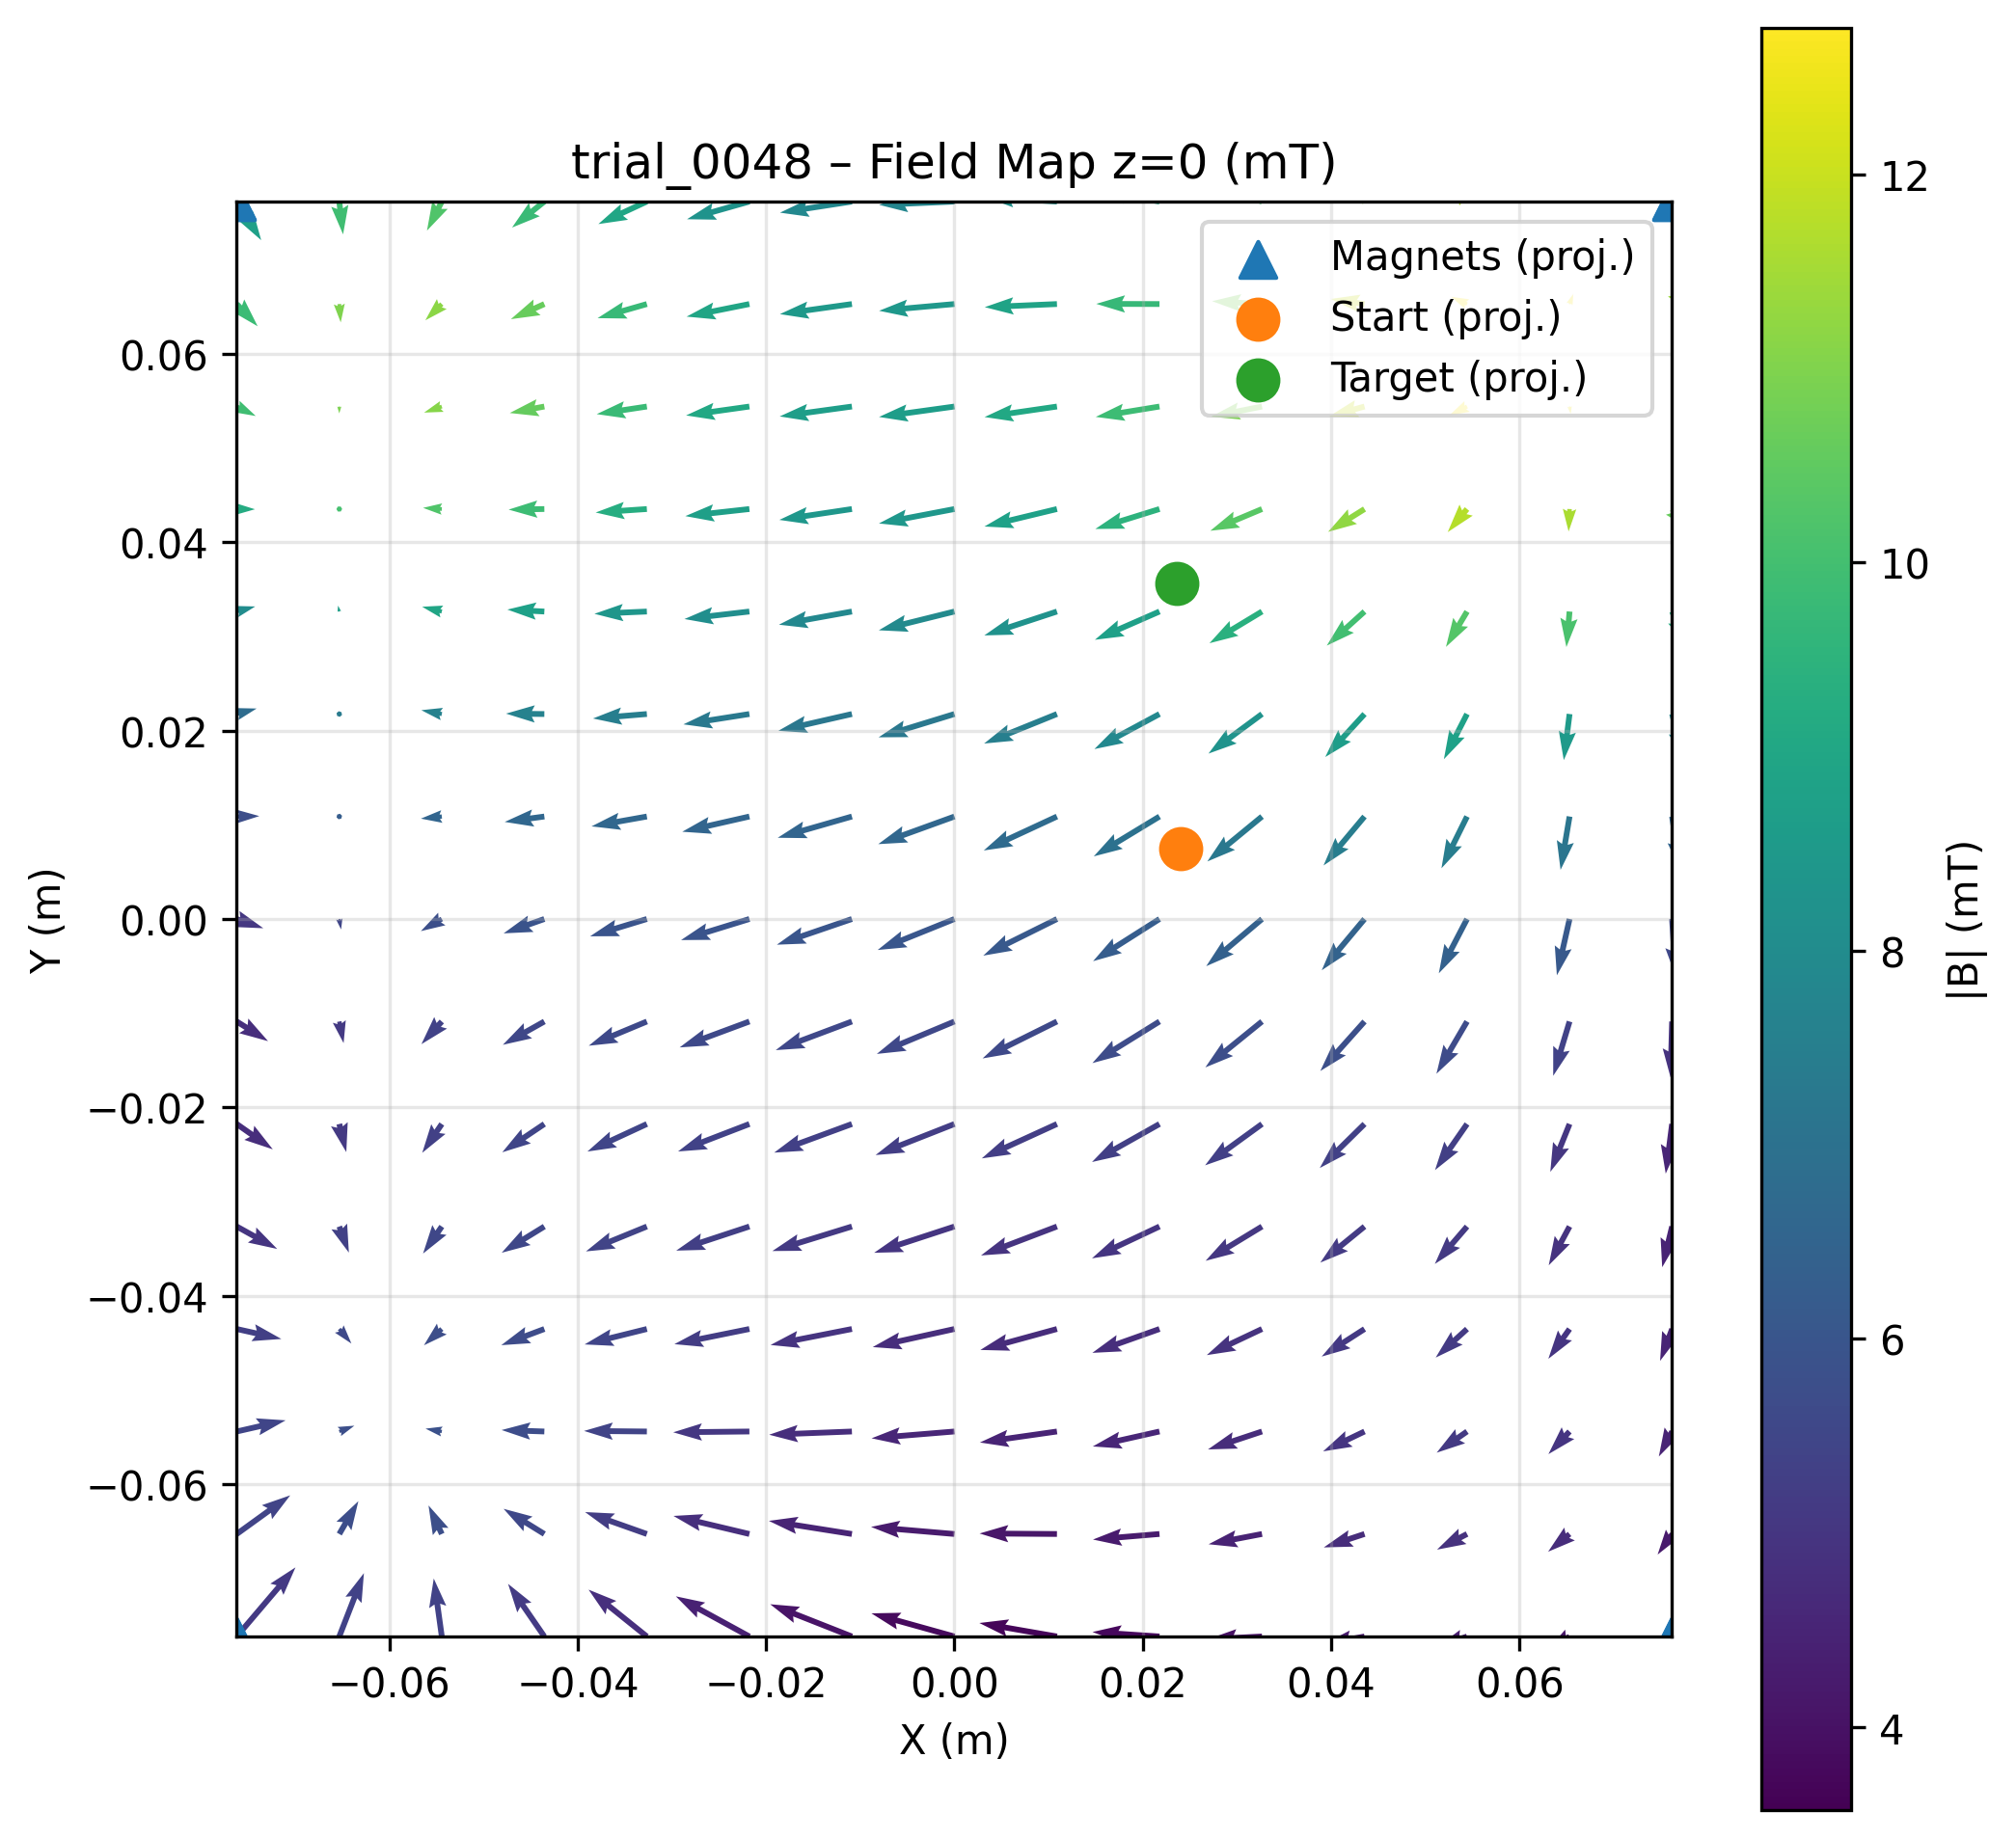 trial_0048 – Field Map z=0 (mT)
Magnets (proj.)
Start (proj.)
Target (proj.)
Y (m)
0.06
0.04
0.02
0.00
−0.02
−0.04
−0.06
−0.06
−0.04
−0.02
0.00
0.02
0.04
0.06
X (m)
12
10
8
6
4
|B| (mT)